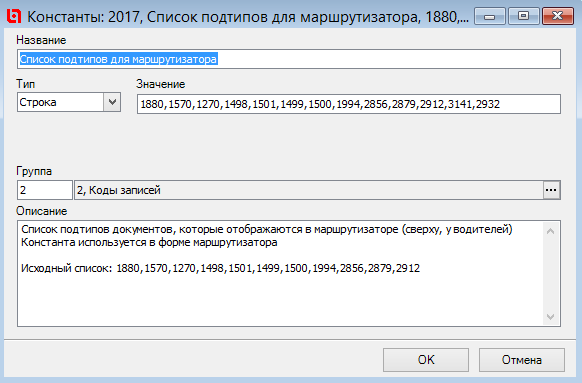 Константы: 2017, Список подтипов для маршрутизатора, 1880,...
Название
Список подтипов для маршрутизатора
Тип
Значение
Строка
1880,1570,1270,1498,1501,1499,1500,1994,2856,2879,2912,3141,2932
Группа
2
2, Коды записей
...
Описание
Список подтипов документов, которые отображаются в маршрутизаторе (сверху, у водителей)
Константа используется в форме маршрутизатора
Исходный список: 1880,1570,1270,1498,1501,1499,1500,1994,2856,2879,2912
ОК
Отмена